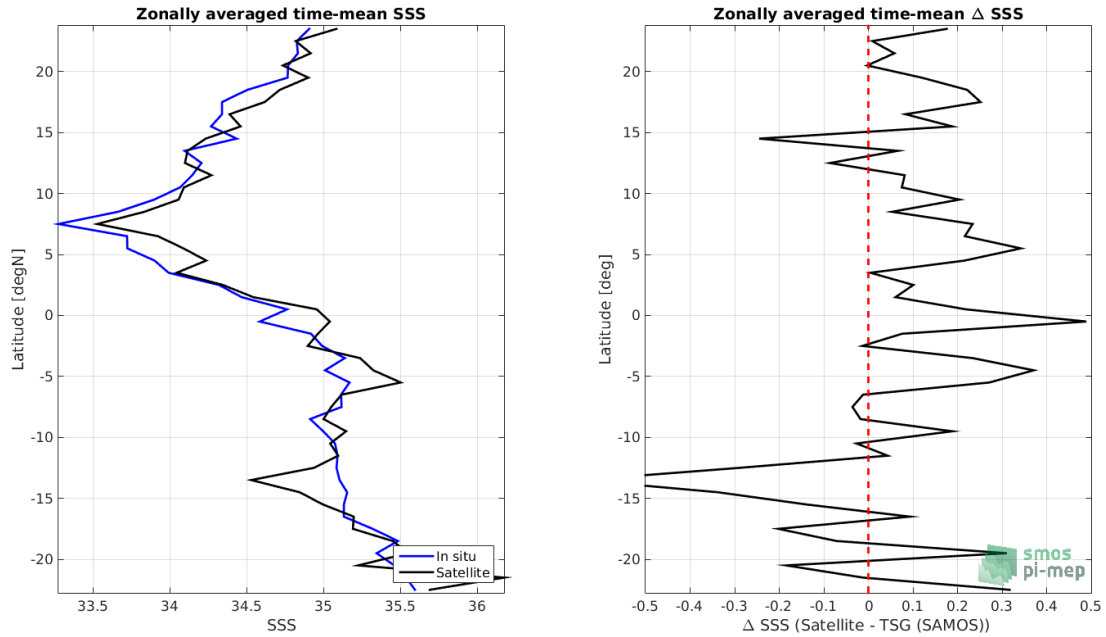 Zonally averaged time-mean SSS
Latitude [degN]
20
15
10
5
0
-5
-10
-15
-20
33.5 34 34.5 35 35.5 36
SSS
In situ
Satellite
Zonally averaged time-mean Δ SSS
Latitude [deg]
20
15
10
5
0
-5
-10
-15
-20
-0.5 -0.4 -0.3 -0.2 -0.1 0 0.1 0.2 0.3 0.4 0.5
Δ SSS (Satellite - TSG (SAMOS))
smos
pi-mep